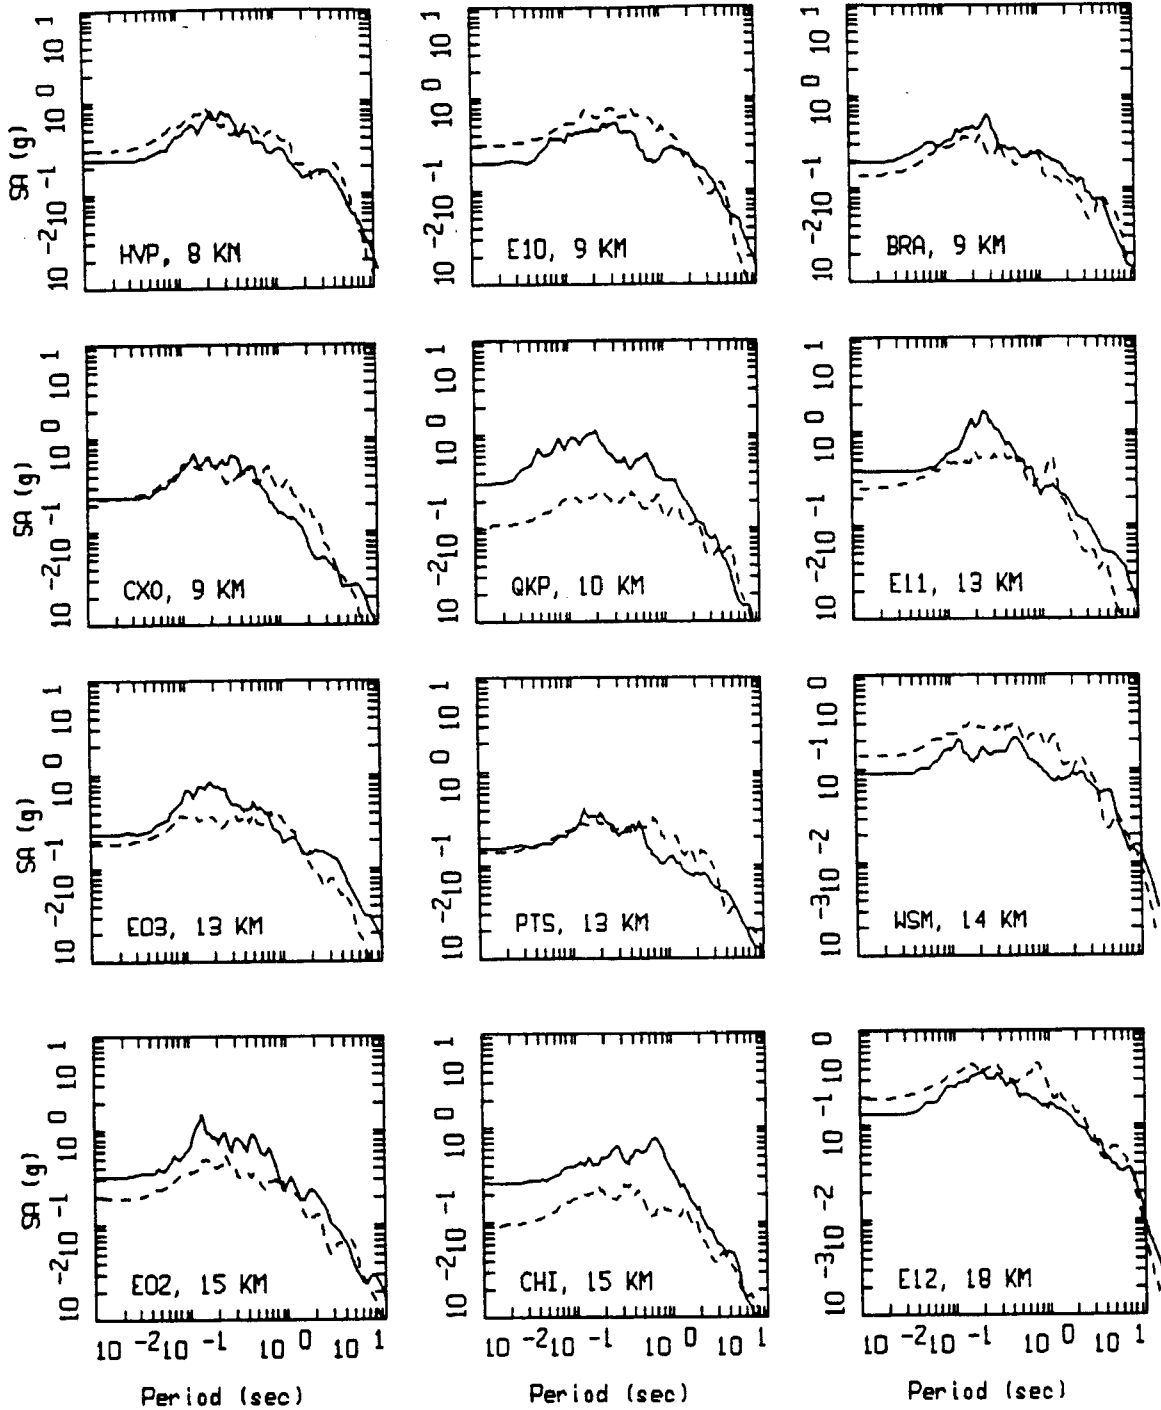 SA (g)
10 1
10 0
10 -1
10 -2
HVP, 8 KM
10 1
10 0
10 -1
10 -2
E10, 9 KM
10 1
10 0
10 -1
10 -2
BRA, 9 KM
SA (g)
10 1
10 0
10 -1
10 -2
CXO, 9 KM
10 1
10 0
10 -1
10 -2
QKP, 10 KM
10 1
10 0
10 -1
10 -2
E11, 13 KM
SA (g)
10 1
10 0
10 -1
10 -2
E03, 13 KM
10 1
10 0
10 -1
10 -2
PTS, 13 KM
10 0
10 -1
10 -2
10 -3
WSM, 14 KM
SA (g)
10 1
10 0
10 -1
10 -2
E02, 15 KM
10 1
10 0
10 -1
10 -2
CHI, 15 KM
10 0
10 -1
10 -2
10 -3
E12, 18 KM
10 -2 10 -1 10 0 10 1
10 -2 10 -1 10 0 10 1
10 -2 10 -1 10 0 10 1
Period (sec)
Period (sec)
Period (sec)